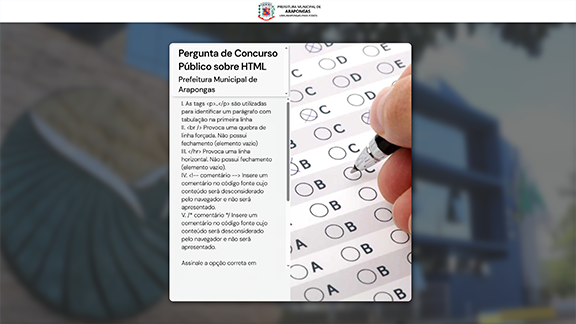 PREFEITURA MUNICIPAL DE
ARAPONGAS
Pergunta de Concurso
Público sobre HTML
Prefeitura Municipal de
Arapongas
I. As tags <p>..</p> são utilizadas
para identificar um parágrafo com
tabulação na primeira linha
II. <br /> Provoca uma quebra de
linha forçada. Não possui
fechamento (elemento vazio)
III. </hr> Provoca uma linha
horizontal. Não possui fechamento
(elemento vazio).
IV. <!-- comentário --> Insere um
comentário no código fonte cujo
conteúdo será desconsiderado
pelo navegador e não será
apresentado.
V. /* comentário */ Insere um
comentário no código fonte cujo
conteúdo será desconsiderado
pelo navegador e não será
apresentado.
Assinale a opção correta em
B
C
C
D
B
C
D
B
C
B
C
A
B
A
B
A
B